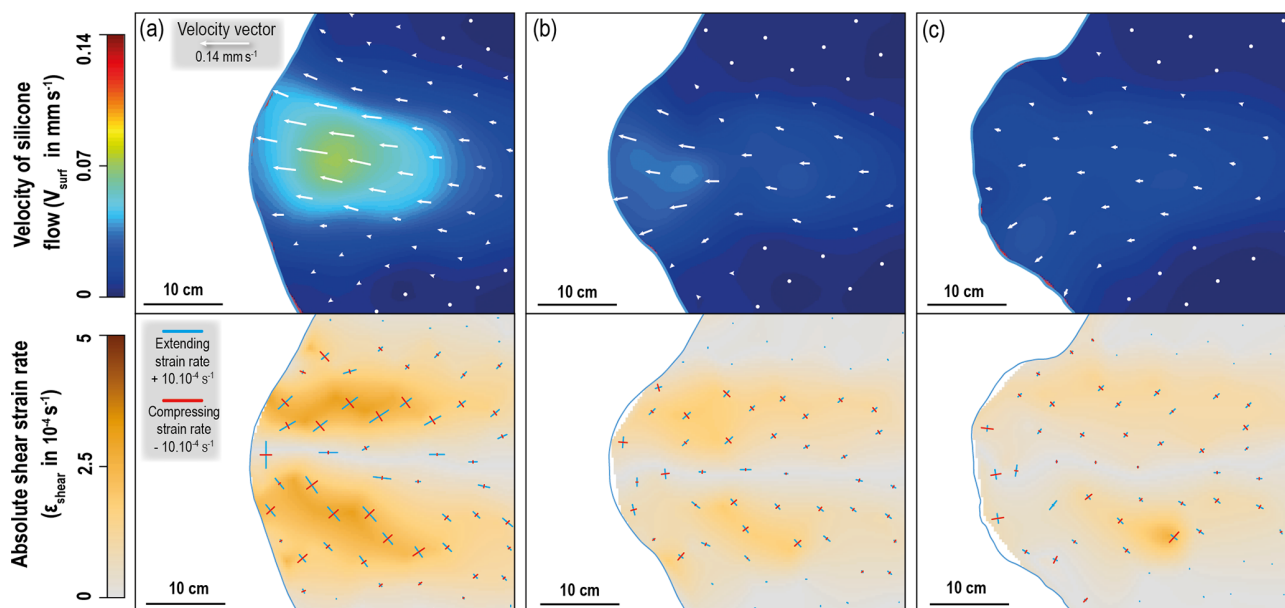 Velocity of silicone
flow (V_surf in mm s⁻¹)
0.14
0.07
0
(a)
Velocity vector
0.14 mm s⁻¹
10 cm
(b)
10 cm
(c)
10 cm
Absolute shear strain rate
(ε_shear in 10⁻⁴ s⁻¹)
5
2.5
0
Extending
strain rate
+ 10.10⁻⁴ s⁻¹
Compressing
strain rate
- 10.10⁻⁴ s⁻¹
10 cm
10 cm
10 cm